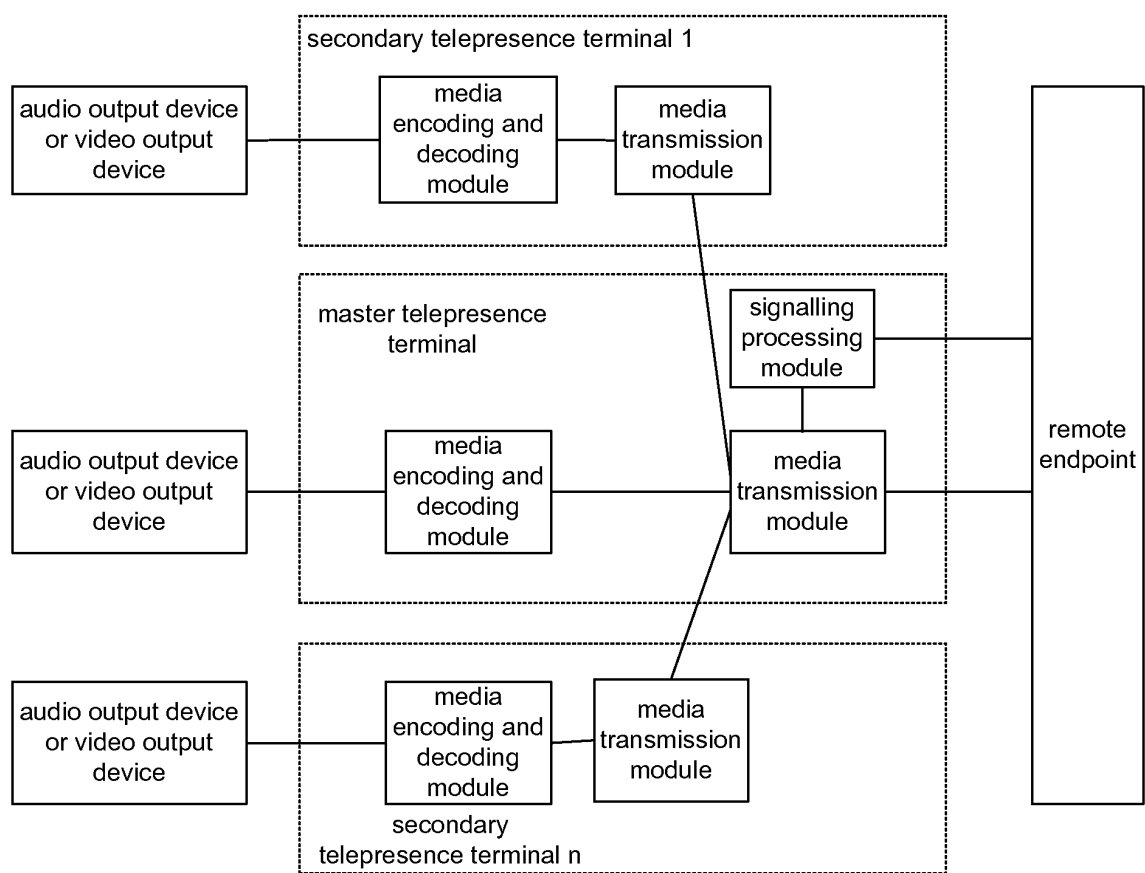 secondary telepresence terminal 1
audio output device
or video output
device
media
encoding and
decoding
module
media
transmission
module
master telepresence
terminal
signalling
processing
module
audio output device
or video output
device
media
encoding and
decoding
module
media
transmission
module
remote
endpoint
audio output device
or video output
device
media
encoding and
decoding
module
media
transmission
module
secondary
telepresence terminal n